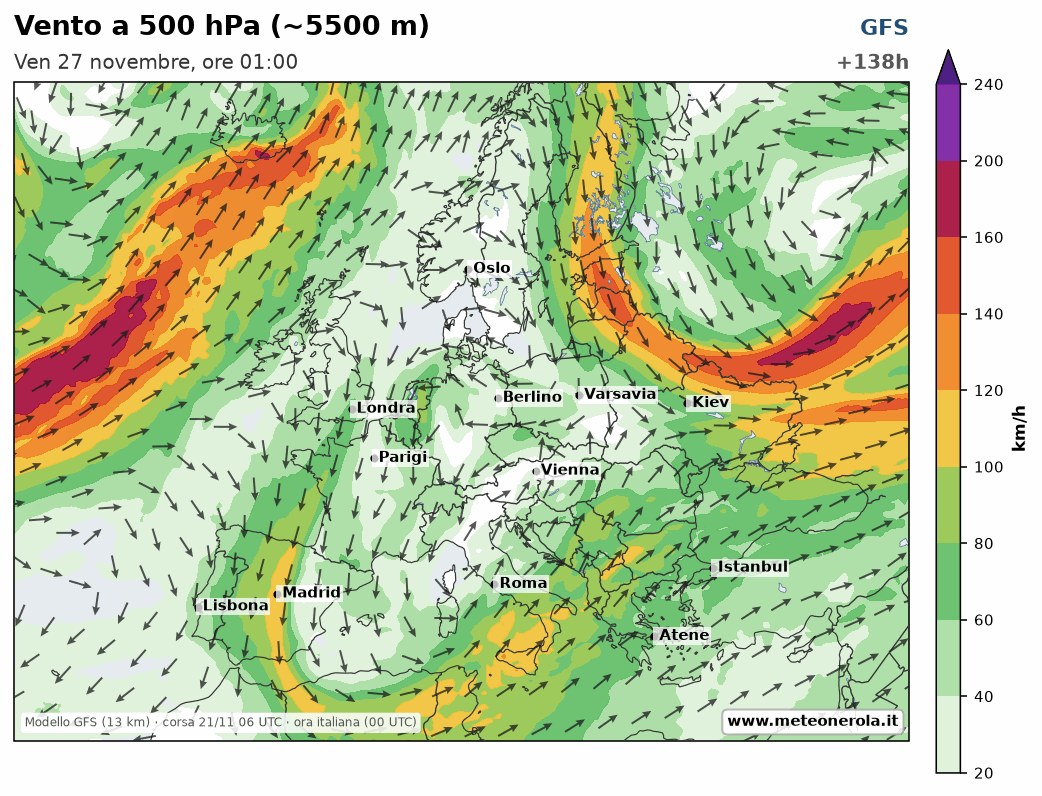 Vento a 500 hPa (~5500 m)
GFS
Ven 27 novembre, ore 01:00
+138h
240
200
160
140
120
100
80
60
40
20
km/h
Oslo
Londra
Berlino
Varsavia
Kiev
Parigi
Vienna
Istanbul
Roma
Madrid
Lisbona
Atene
Modello GFS (13 km) · corsa 21/11 06 UTC · ora italiana (00 UTC)
www.meteonerola.it